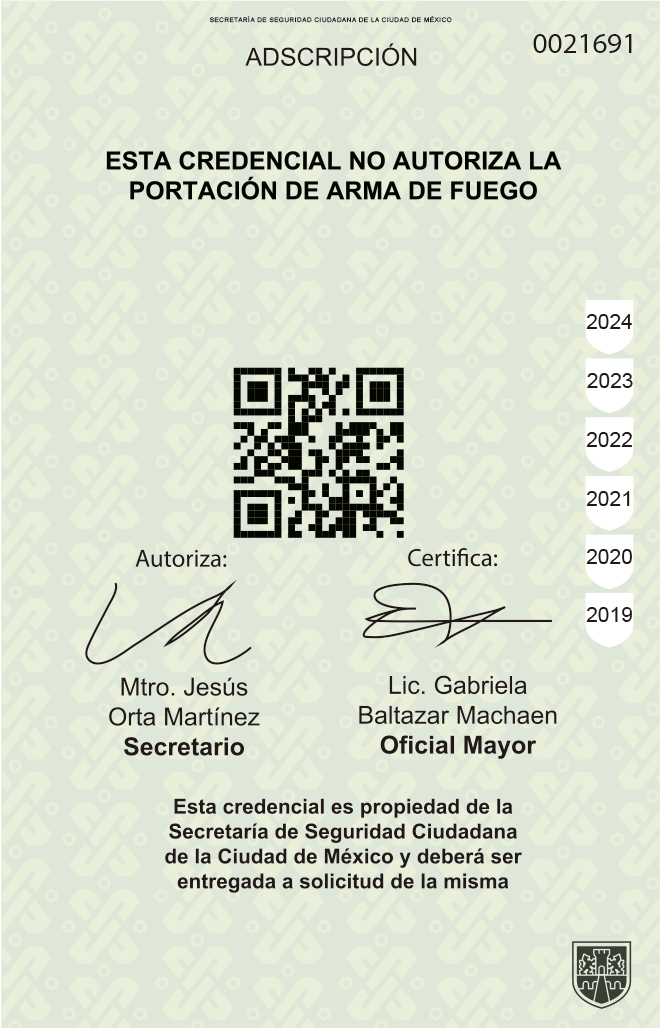 SECRETARÍA DE SEGURIDAD CIUDADANA DE LA CIUDAD DE MÉXICO
0021691
ADSCRIPCIÓN
ESTA CREDENCIAL NO AUTORIZA LA
PORTACIÓN DE ARMA DE FUEGO
2024
2023
2022
2021
2020
2019
Autoriza:
Mtro. Jesús
Orta Martínez
Secretario
Certifica:
Lic. Gabriela
Baltazar Machaen
Oficial Mayor
Esta credencial es propiedad de la
Secretaría de Seguridad Ciudadana
de la Ciudad de México y deberá ser
entregada a solicitud de la misma